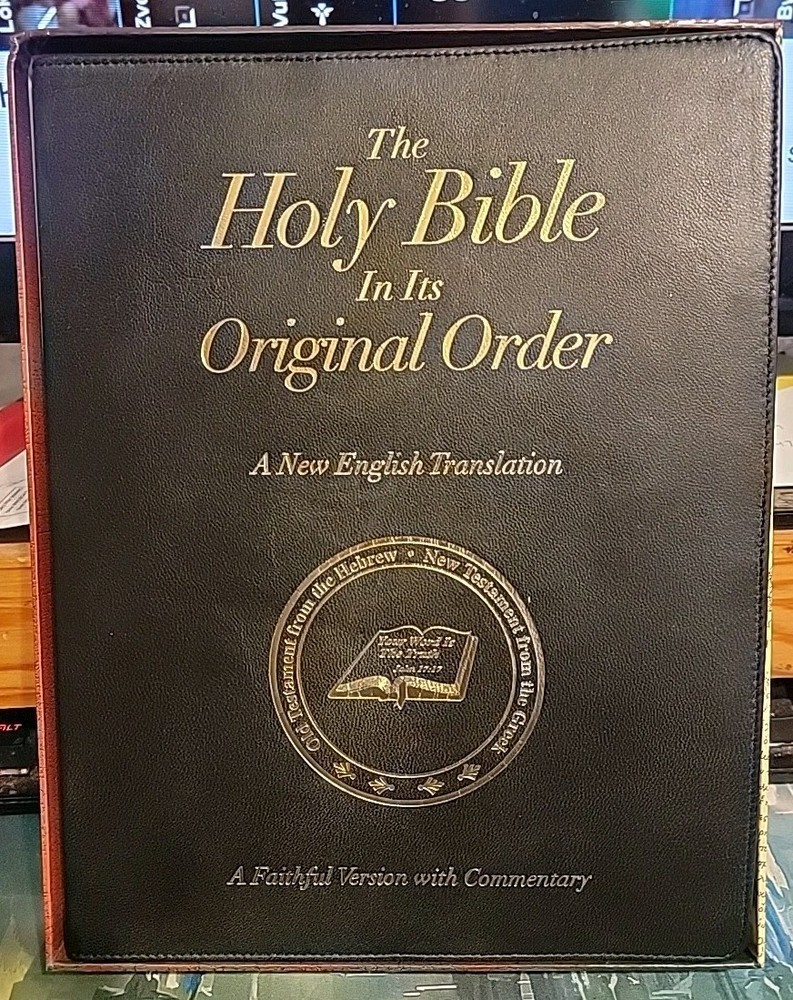 The
Holy Bible
In Its
Original Order
A New English Translation
Old Testament from the Hebrew • New Testament from the Greek
Your Word Is
The Truth
John 17:17
A Faithful Version with Commentary